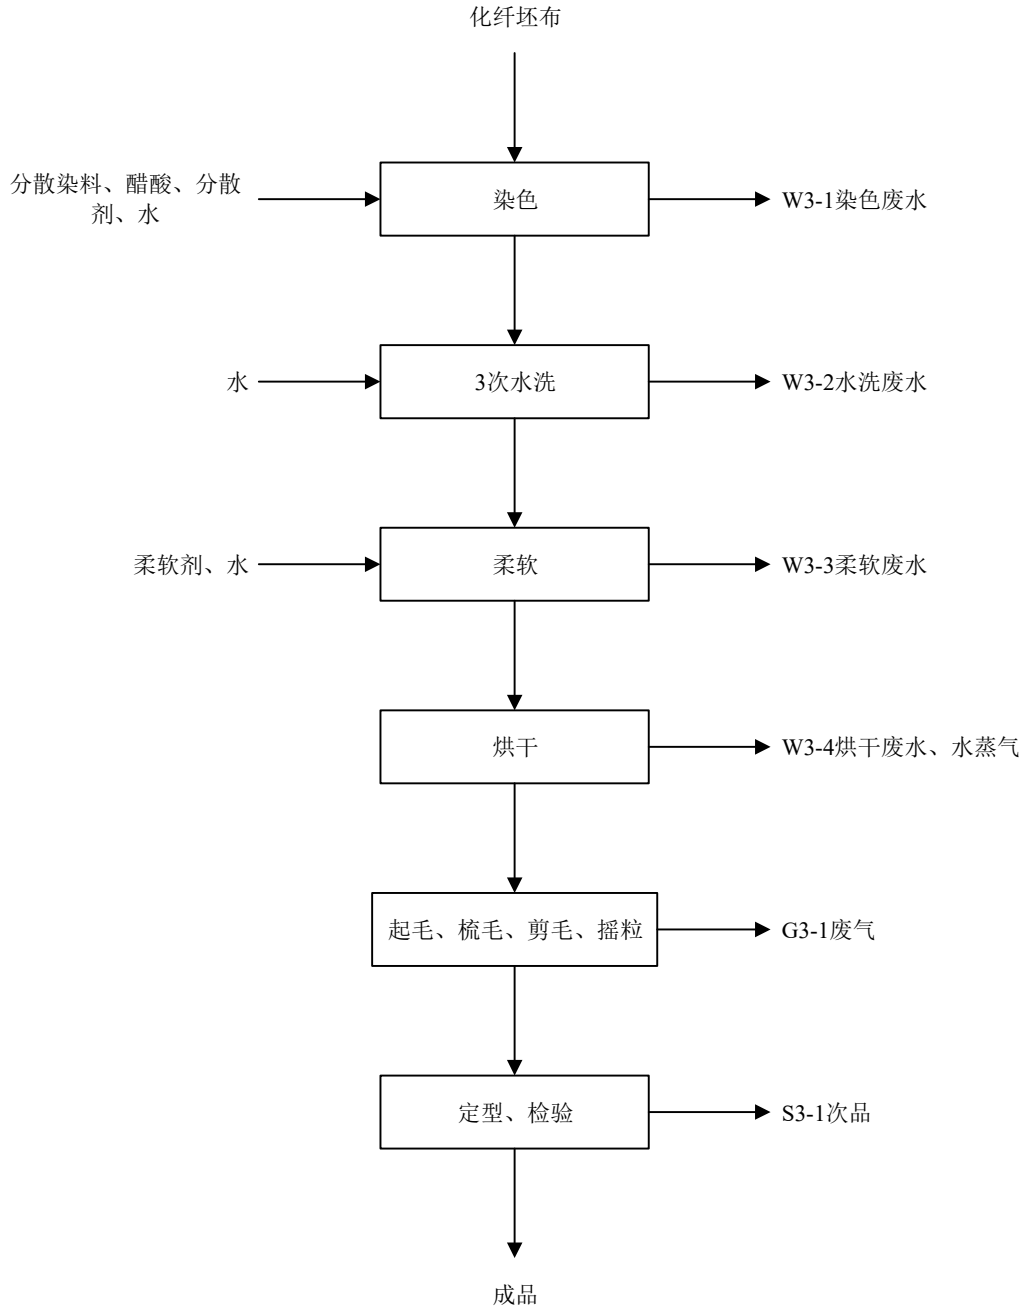 化纤坯布
分散染料、醋酸、分散
剂、水
染色
W3-1染色废水
水
3次水洗
W3-2水洗废水
柔软剂、水
柔软
W3-3柔软废水
烘干
W3-4烘干废水、水蒸气
起毛、梳毛、剪毛、摇粒
G3-1废气
定型、检验
S3-1次品
成品